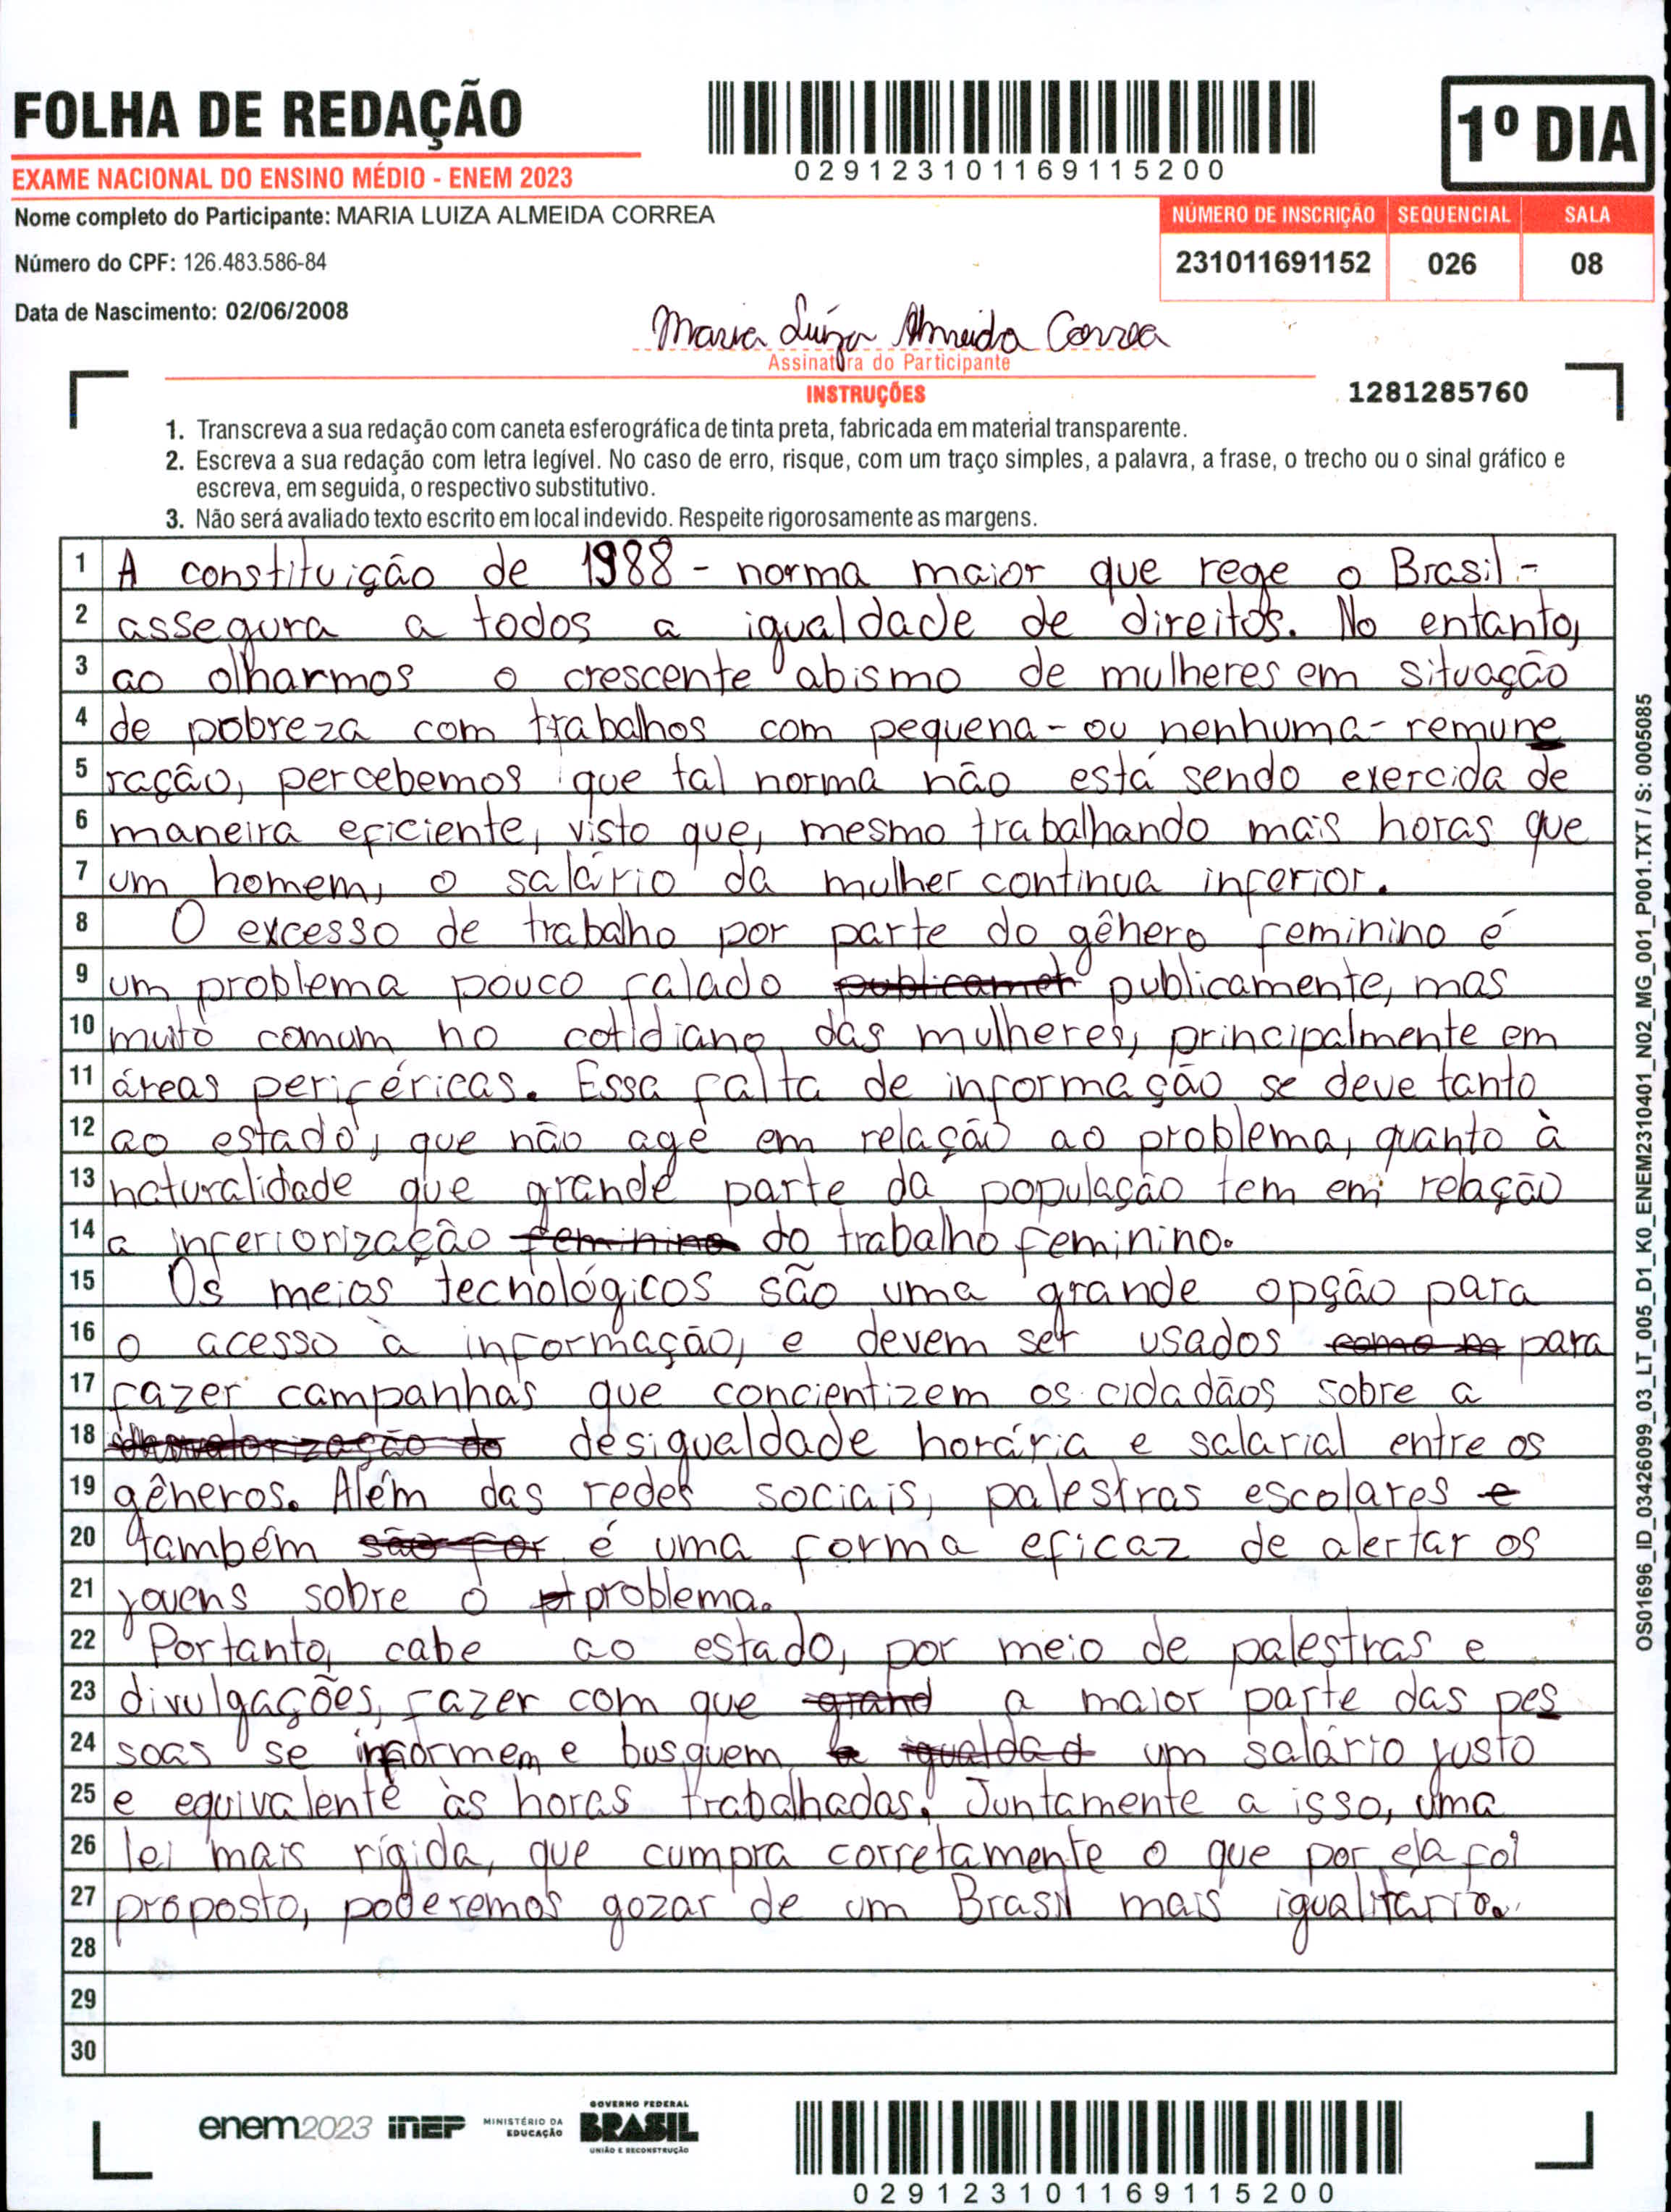 FOLHA DE REDAÇÃO
EXAME NACIONAL DO ENSINO MÉDIO - ENEM 2023
029123101169115200
1º DIA
Nome completo do Participante: MARIA LUIZA ALMEIDA CORREA
Número do CPF: 126.483.586-84
Data de Nascimento: 02/06/2008
NÚMERO DE INSCRIÇÃO SEQUENCIAL SALA
231011691152 026 08
Maria Luiza Almeida Correa
Assinatura do Participante
INSTRUÇÕES
1281285760
1. Transcreva a sua redação com caneta esferográfica de tinta preta, fabricada em material transparente.
2. Escreva a sua redação com letra legível. No caso de erro, risque, com um traço simples, a palavra, a frase, o trecho ou o sinal gráfico e
escreva, em seguida, o respectivo substitutivo.
3. Não será avaliado texto escrito em local indevido. Respeite rigorosamente as margens.
1 A constituição de 1988 - norma maior que rege o Brasil -
2 assegura a todos a igualdade de direitos. No entanto,
3 ao olharmos o crescente abismo de mulheres em situação
4 de pobreza com trabalhos com pequena - ou nenhuma - remune
5 ração, percebemos que tal norma não está sendo exercida de
6 maneira eficiente, visto que, mesmo trabalhando mais horas que
7 um homem, o salário da mulher continua inferior.
8 O excesso de trabalho por parte do gênero feminino é
9 um problema pouco falado publicamet publicamente, mas
10 muito comum no cotidiano das mulheres, principalmente em
11 áreas periféricas. Essa falta de informação se deve tanto
12 ao estado, que não age em relação ao problema, quanto à
13 naturalidade que grande parte da população tem em relação
14 a inferiorização feminina do trabalho feminino.
15 Os meios tecnológicos são uma grande opção para
16 o acesso à informação, e devem ser usados como m para
17 fazer campanhas que concientizem os cidadãos sobre a
18 desvalorização do desigualdade horária e salarial entre os
19 gêneros. Além das redes sociais, palestras escolares e
20 também são for é uma forma eficaz de alertar os
21 jovens sobre o problema.
22 Portanto, cabe ao estado, por meio de palestras e
23 divulgações, fazer com que grand a maior parte das pes
24 soas se informem e busquem a igualdad um salário justo
25 e equivalente às horas trabalhadas. Juntamente a isso, uma
26 lei mais rígida, que cumpra corretamente o que por ela foi
27 proposto, poderemos gozar de um Brasil mais igualitário.
28
29
30
OS01696_ID_03426099_03_LT_005_D1_K0_ENEM2310401_N02_MG_001_P001.TXT / S: 0005085
enem2023 inep MINISTÉRIO DA EDUCAÇÃO GOVERNO FEDERAL BRASIL UNIÃO E RECONSTRUÇÃO
029123101169115200